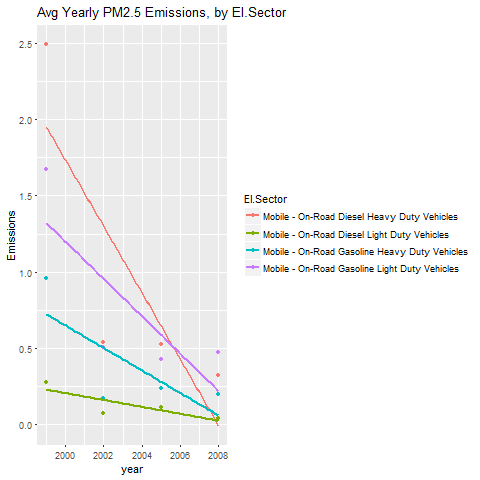 Avg Yearly PM2.5 Emissions, by EI.Sector
2.5
2.0
1.5
1.0
0.5
0.0
Emissions
2000 2002 2004 2006 2008
year
EI.Sector
Mobile - On-Road Diesel Heavy Duty Vehicles
Mobile - On-Road Diesel Light Duty Vehicles
Mobile - On-Road Gasoline Heavy Duty Vehicles
Mobile - On-Road Gasoline Light Duty Vehicles